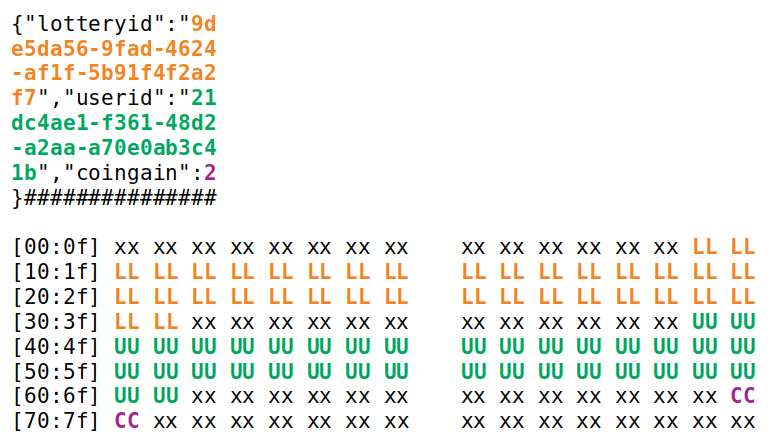 {"lotteryid":"9d
e5da56-9fad-4624
-af1f-5b91f4f2a2
f7","userid":"21
dc4ae1-f361-48d2
-a2aa-a70e0ab3c4
1b","coingain":2
}###############
[00:0f] xx xx xx xx xx xx xx xx xx xx xx xx xx xx LL LL
[10:1f] LL LL LL LL LL LL LL LL LL LL LL LL LL LL LL LL
[20:2f] LL LL LL LL LL LL LL LL LL LL LL LL LL LL LL LL
[30:3f] LL LL xx xx xx xx xx xx xx xx xx xx xx xx UU UU
[40:4f] UU UU UU UU UU UU UU UU UU UU UU UU UU UU UU UU
[50:5f] UU UU UU UU UU UU UU UU UU UU UU UU UU UU UU UU
[60:6f] UU UU xx xx xx xx xx xx xx xx xx xx xx xx xx CC
[70:7f] CC xx xx xx xx xx xx xx xx xx xx xx xx xx xx xx